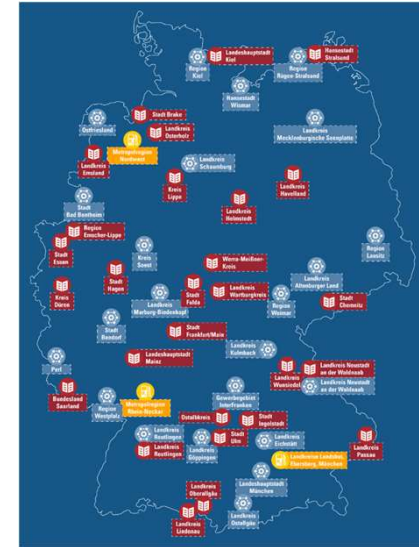 Region
Kiel
Landeshauptstadt
Kiel
Region
Rügen-Stralsund
Hansestadt
Stralsund
Hansestadt
Wismar
Ostfriesland
Stadt Brake
Landkreis
Osterholz
Metropolregion
Nordwest
Landkreis
Mecklenburgische Seenplatte
Landkreis
Emsland
Landkreis
Schaumburg
Kreis
Lippe
Landkreis
Havelland
Landkreis
Helmstedt
Stadt
Bad Bentheim
Region
Emscher-Lippe
Stadt
Essen
Kreis
Soest
Region
Lausitz
Werra-Meißner-
Kreis
Kreis
Düren
Stadt
Hagen
Landkreis
Marburg-Biedenkopf
Stadt
Fulda
Landkreis
Wartburgkreis
Landkreis
Altenburger Land
Region
Weimar
Stadt
Chemnitz
Stadt
Bendorf
Stadt
Frankfurt/Main
Landeshauptstadt
Mainz
Landkreis
Kulmbach
Perl
Landkreis
Wunsiedel
Landkreis Neustadt
an der Waldnaab
Landkreis Neustadt
an der Waldnaab
Bundesland
Saarland
Region
Westpfalz
Metropolregion
Rhein-Neckar
Gewerbegebiet
Interfranken
Ostalbkreis
Stadt
Ingolstadt
Landkreis
Reutlingen
Landkreis
Reutlingen
Stadt
Ulm
Landkreis
Göppingen
Landkreis
Eichstätt
Landkreise Landshut,
Ebersberg, München
Landkreis
Passau
Landeshauptstadt
München
Landkreis
Oberallgäu
Landkreis
Lindenau
Landkreis
Ostallgäu